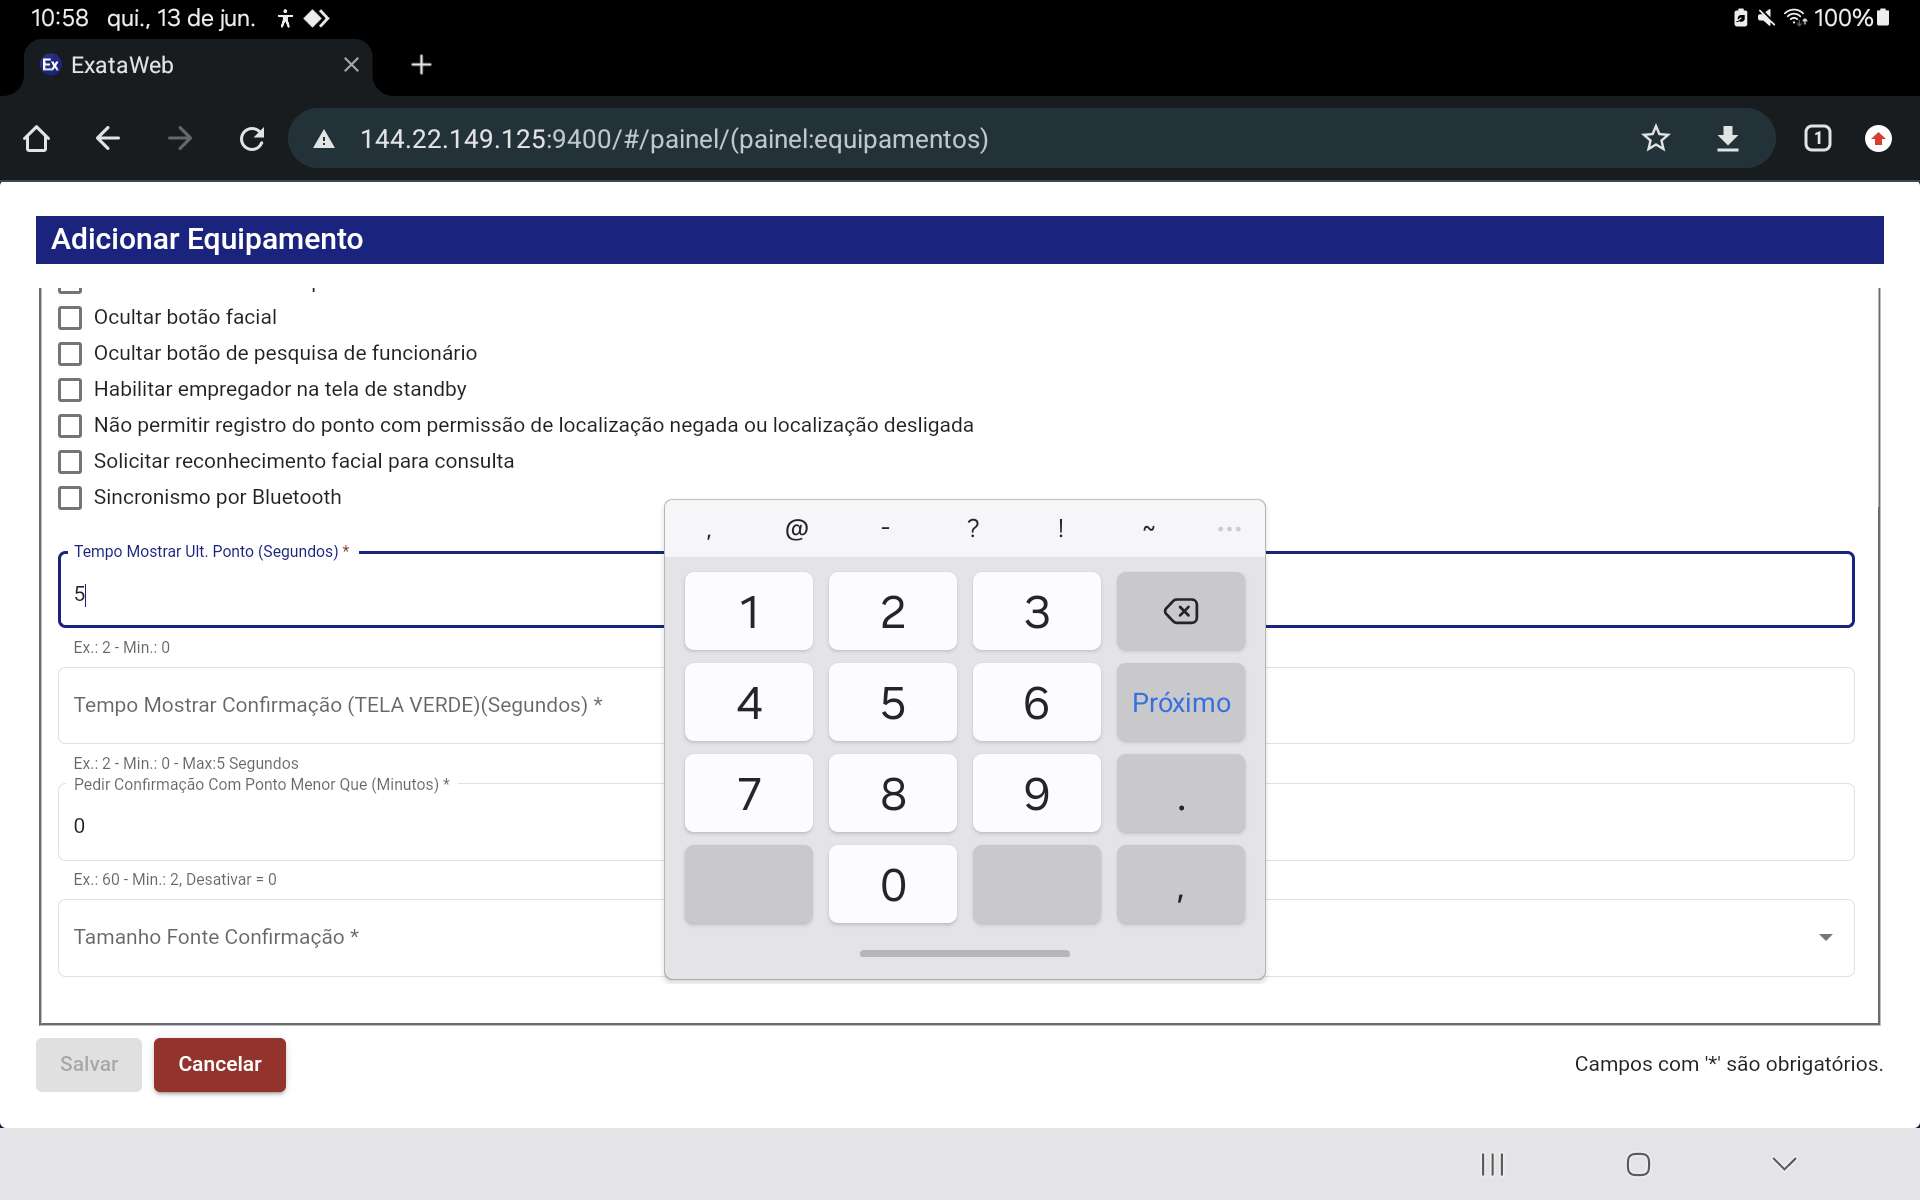 10:58 qui., 13 de jun. 100%
Ex ExataWeb
144.22.149.125:9400/#/painel/(painel:equipamentos) 1
Adicionar Equipamento
Ocultar botão facial
Ocultar botão de pesquisa de funcionário
Habilitar empregador na tela de standby
Não permitir registro do ponto com permissão de localização negada ou localização desligada
Solicitar reconhecimento facial para consulta
Sincronismo por Bluetooth
Tempo Mostrar Ult. Ponto (Segundos) *
5
Ex.: 2 - Min.: 0
Tempo Mostrar Confirmação (TELA VERDE)(Segundos) *
Ex.: 2 - Min.: 0 - Max:5 Segundos
Pedir Confirmação Com Ponto Menor Que (Minutos) *
0
Ex.: 60 - Min.: 2, Desativar = 0
Tamanho Fonte Confirmação *
, @ - ? ! ~ ...
1 2 3
4 5 6 Próximo
7 8 9 .
0 ,
Salvar Cancelar Campos com '*' são obrigatórios.